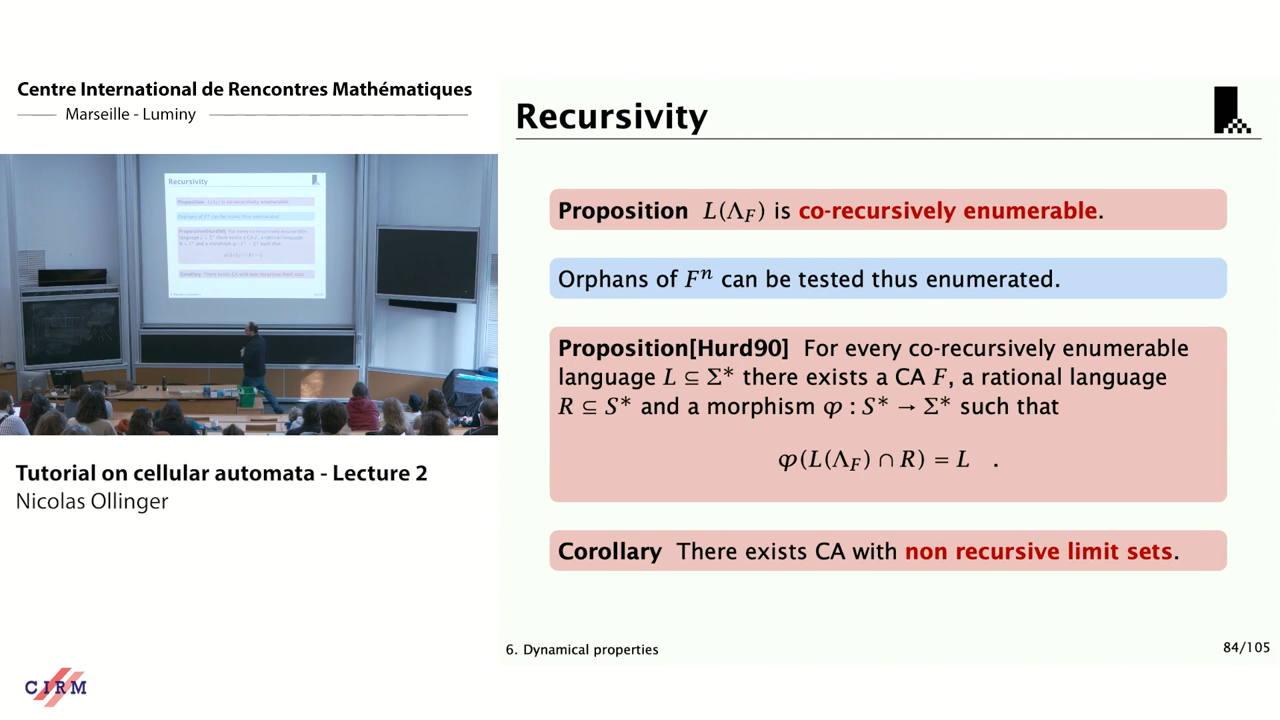 Centre International de Rencontres Mathématiques
Marseille - Luminy
Recursivity
Tutorial on cellular automata - Lecture 2
Nicolas Ollinger
CIRM
Recursivity
Proposition L(Λ_F) is co-recursively enumerable.
Orphans of Fⁿ can be tested thus enumerated.
Proposition[Hurd90] For every co-recursively enumerable
language L ⊆ Σ* there exists a CA F, a rational language
R ⊆ S* and a morphism φ : S* → Σ* such that
φ(L(Λ_F) ∩ R) = L .
Corollary There exists CA with non recursive limit sets.
6. Dynamical properties
84/105